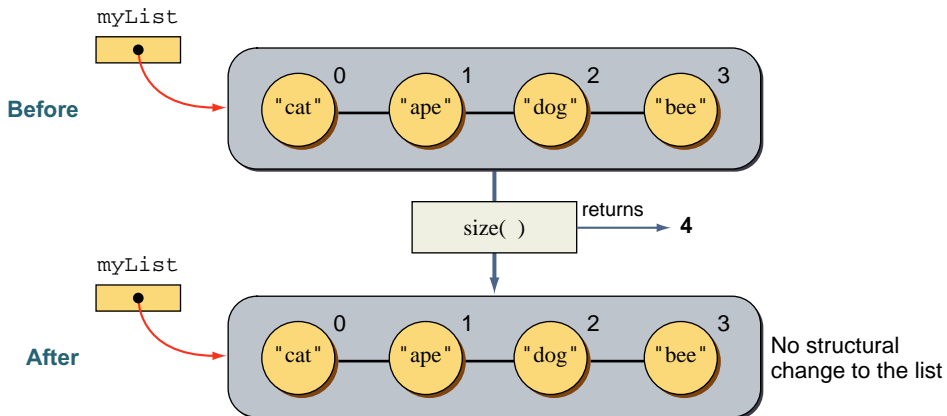 myList
0 1 2 3
Before
"cat" "ape" "dog" "bee"
size( )
returns
4
myList
0 1 2 3
After
"cat" "ape" "dog" "bee"
No structural
change to the list